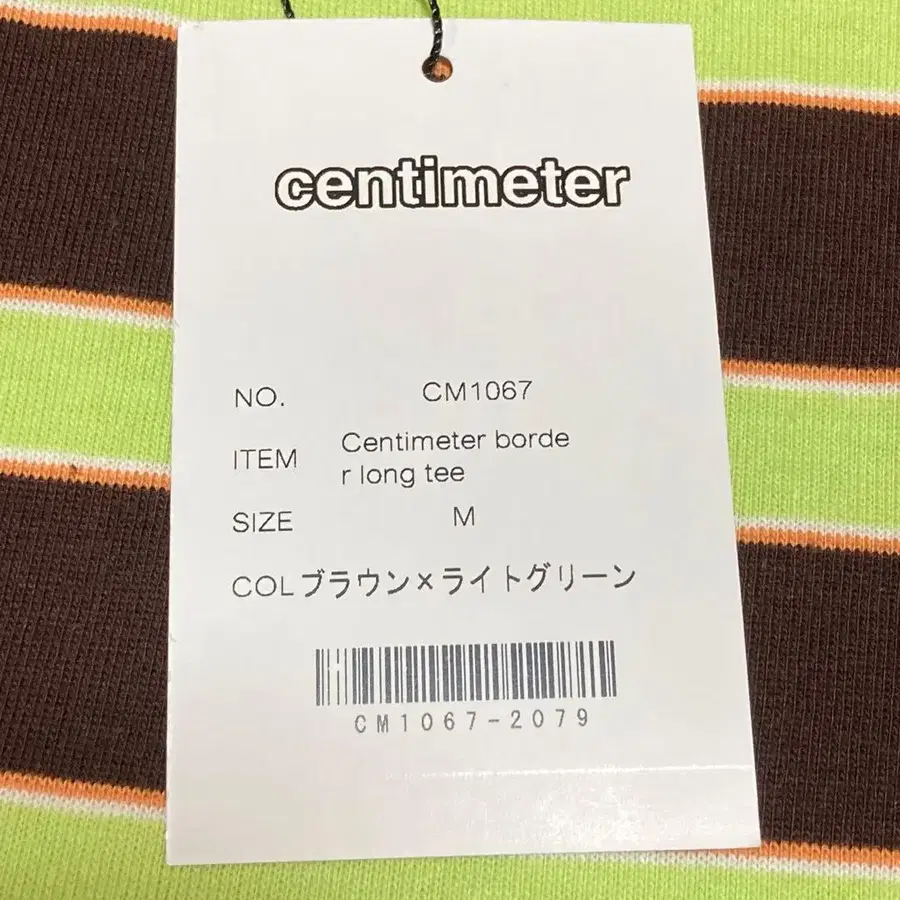 centimeter
NO. CM1067
ITEM Centimeter borde
r long tee
SIZE M
COL ブラウン×ライトグリーン
CM1067-2079